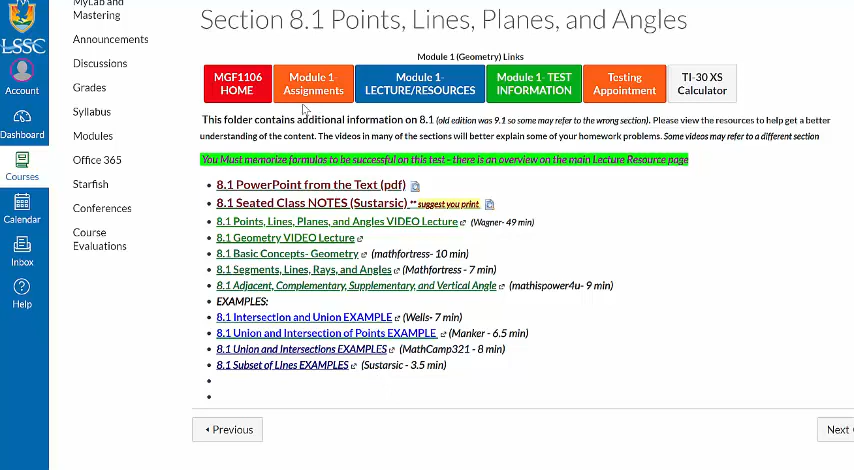 MyLab and
Mastering
Announcements
Discussions
Grades
Syllabus
Modules
Office 365
Starfish
Conferences
Course
Evaluations
LSSC
Account
Dashboard
Courses
Calendar
Inbox
Help
Section 8.1 Points, Lines, Planes, and Angles
Module 1 (Geometry) Links
MGF1106
HOME
Module 1-
Assignments
Module 1-
LECTURE/RESOURCES
Module 1- TEST
INFORMATION
Testing
Appointment
TI-30 XS
Calculator
This folder contains additional information on 8.1 (old edition was 9.1 so some may refer to the wrong section). Please view the resources to help get a better
understanding of the content. The videos in many of the sections will better explain some of your homework problems. Some videos may refer to a different section
You Must memorize formulas to be successful on this test - there is an overview on the main Lecture Resource page
• 8.1 PowerPoint from the Text (pdf)
• 8.1 Seated Class NOTES (Sustarsic) ** suggest you print
• 8.1 Points, Lines, Planes, and Angles VIDEO Lecture (Wagner- 49 min)
• 8.1 Geometry VIDEO Lecture
• 8.1 Basic Concepts- Geometry (mathfortress- 10 min)
• 8.1 Segments, Lines, Rays, and Angles (Mathfortress - 7 min)
• 8.1 Adjacent, Complementary, Supplementary, and Vertical Angle (mathispower4u- 9 min)
• EXAMPLES:
• 8.1 Intersection and Union EXAMPLE (Wells- 7 min)
• 8.1 Union and Intersection of Points EXAMPLE (Manker - 6.5 min)
• 8.1 Union and Intersections EXAMPLES (MathCamp321 - 8 min)
• 8.1 Subset of Lines EXAMPLES (Sustarsic - 3.5 min)
•
•
Previous
Next